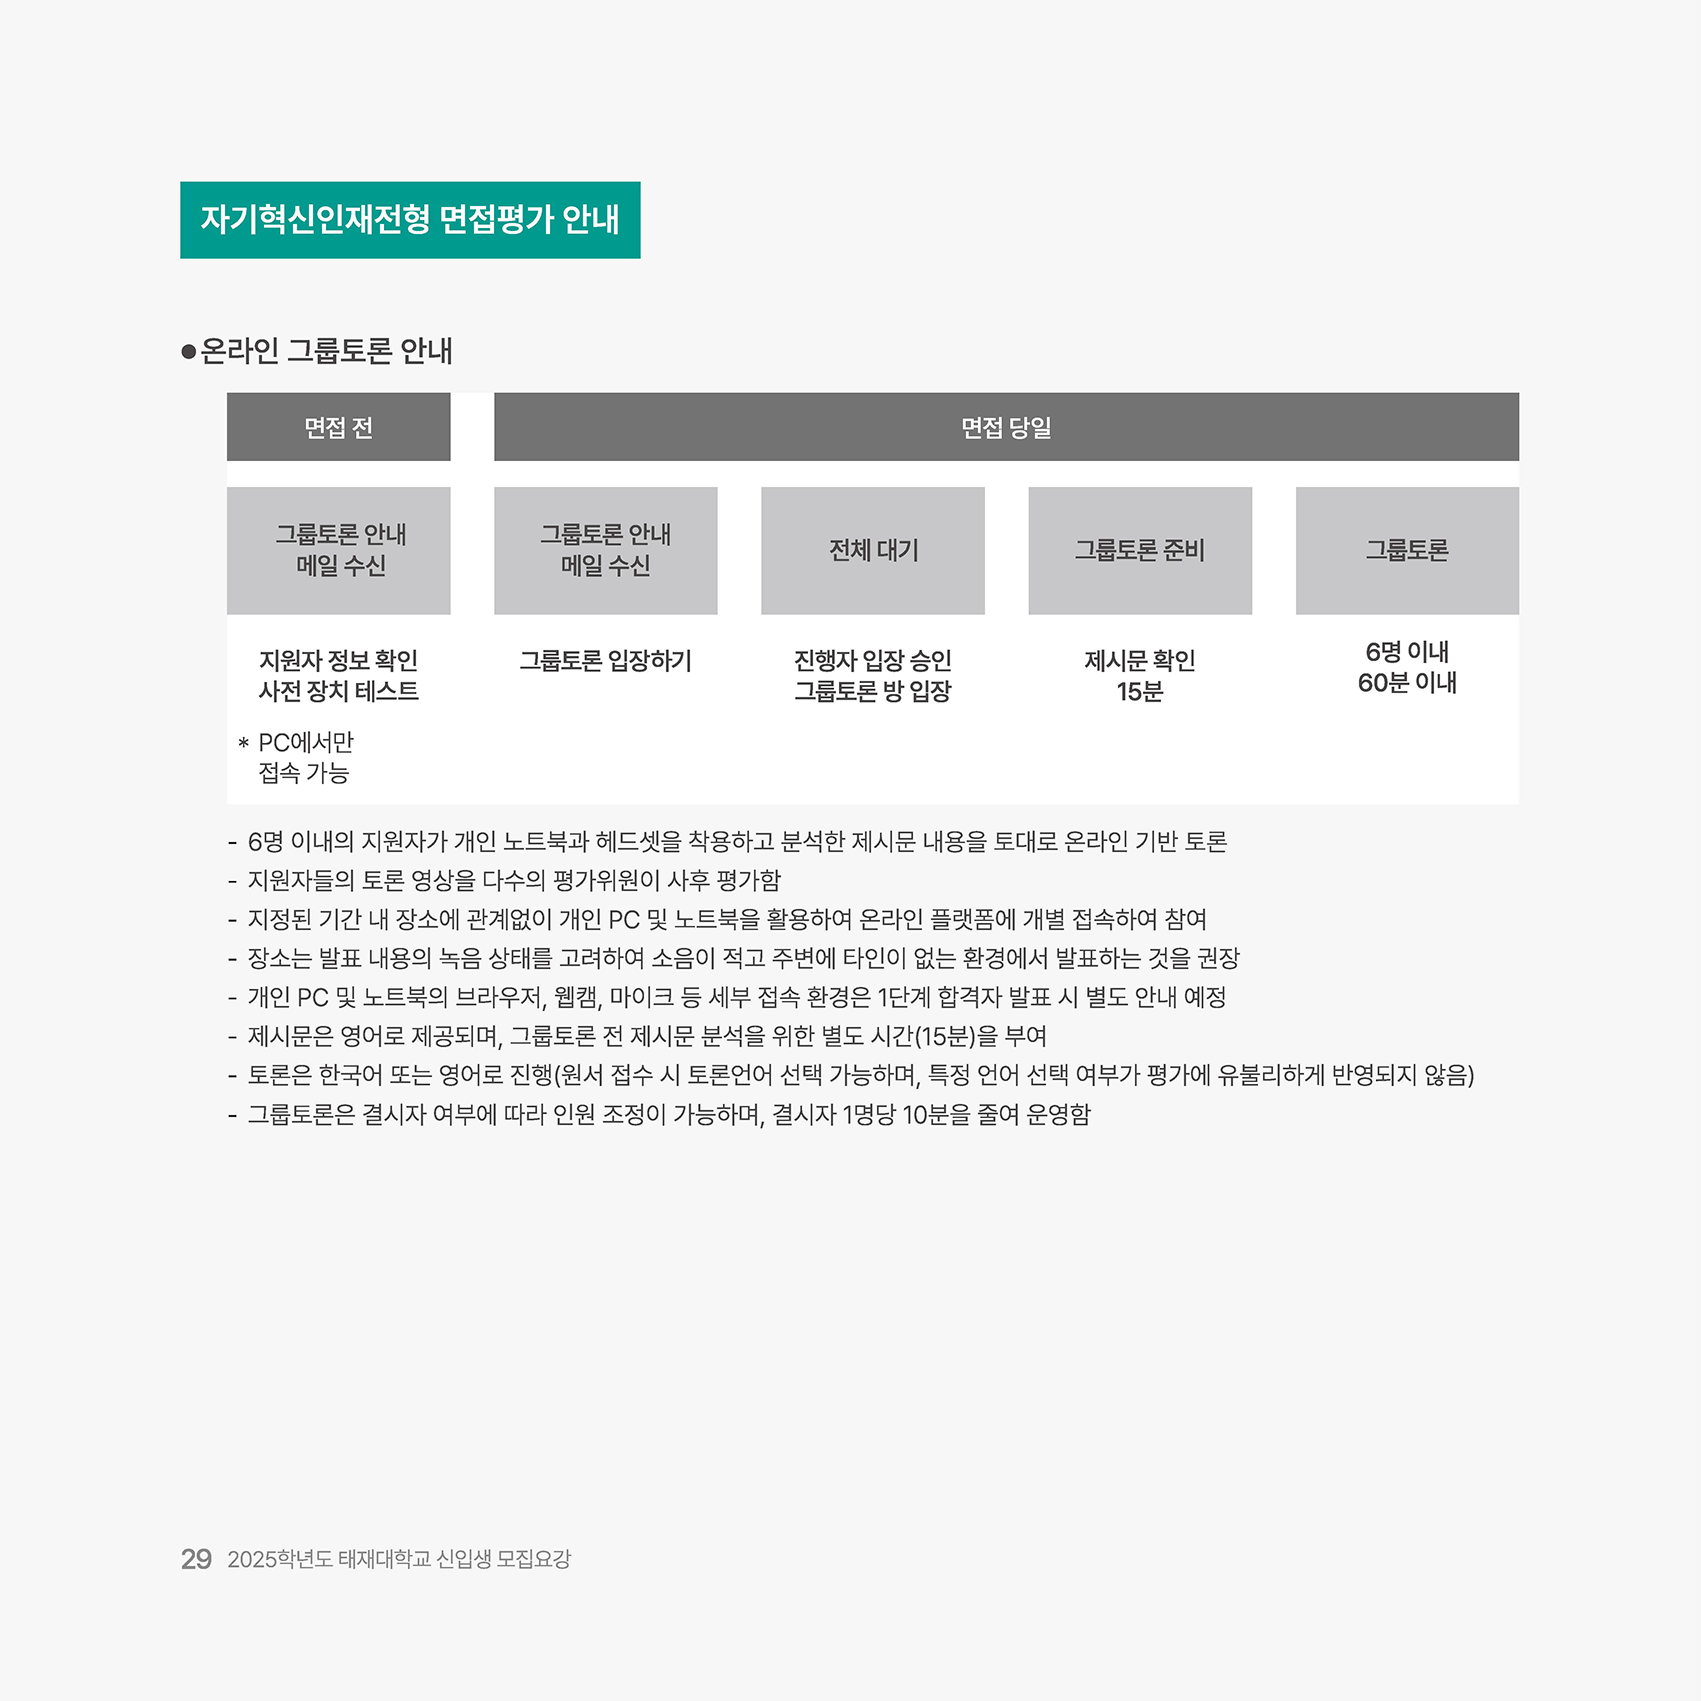 자기혁신인재전형 면접평가 안내
●온라인 그룹토론 안내
면접 전
면접 당일
그룹토론 안내
메일 수신
그룹토론 안내
메일 수신
전체 대기
그룹토론 준비
그룹토론
지원자 정보 확인
사전 장치 테스트
* PC에서만
접속 가능
그룹토론 입장하기
진행자 입장 승인
그룹토론 방 입장
제시문 확인
15분
6명 이내
60분 이내
- 6명 이내의 지원자가 개인 노트북과 헤드셋을 착용하고 분석한 제시문 내용을 토대로 온라인 기반 토론
- 지원자들의 토론 영상을 다수의 평가위원이 사후 평가함
- 지정된 기간 내 장소에 관계없이 개인 PC 및 노트북을 활용하여 온라인 플랫폼에 개별 접속하여 참여
- 장소는 발표 내용의 녹음 상태를 고려하여 소음이 적고 주변에 타인이 없는 환경에서 발표하는 것을 권장
- 개인 PC 및 노트북의 브라우저, 웹캠, 마이크 등 세부 접속 환경은 1단계 합격자 발표 시 별도 안내 예정
- 제시문은 영어로 제공되며, 그룹토론 전 제시문 분석을 위한 별도 시간(15분)을 부여
- 토론은 한국어 또는 영어로 진행(원서 접수 시 토론언어 선택 가능하며, 특정 언어 선택 여부가 평가에 유불리하게 반영되지 않음)
- 그룹토론은 결시자 여부에 따라 인원 조정이 가능하며, 결시자 1명당 10분을 줄여 운영함
29 2025학년도 태재대학교 신입생 모집요강